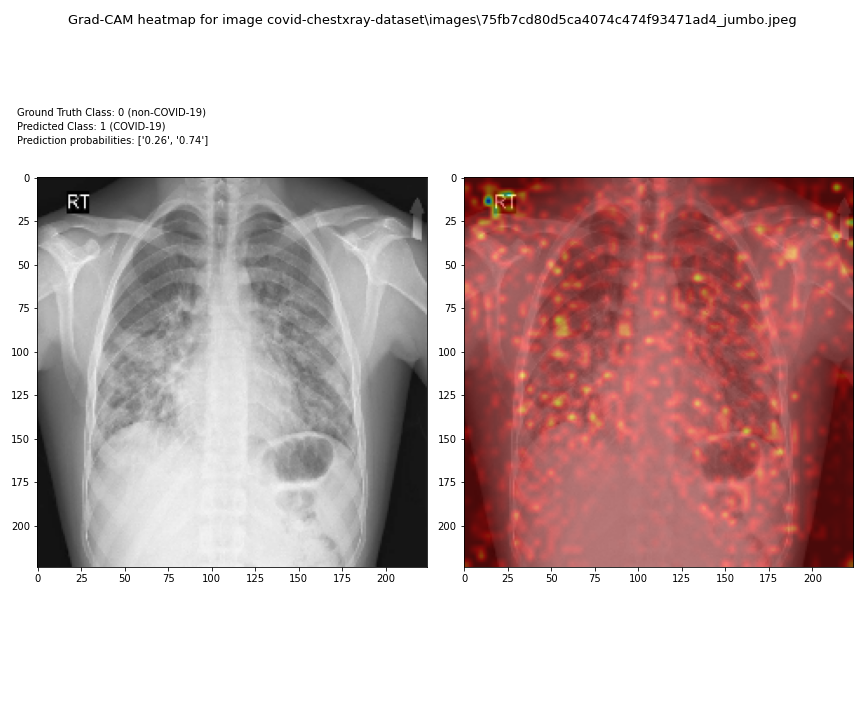 Grad-CAM heatmap for image covid-chestxray-dataset\images\75fb7cd80d5ca4074c474f93471ad4_jumbo.jpeg
Ground Truth Class: 0 (non-COVID-19)
Predicted Class: 1 (COVID-19)
Prediction probabilities: ['0.26', '0.74']
RT
0
25
50
75
100
125
150
175
200
0 25 50 75 100 125 150 175 200
RT
0
25
50
75
100
125
150
175
200
0 25 50 75 100 125 150 175 200